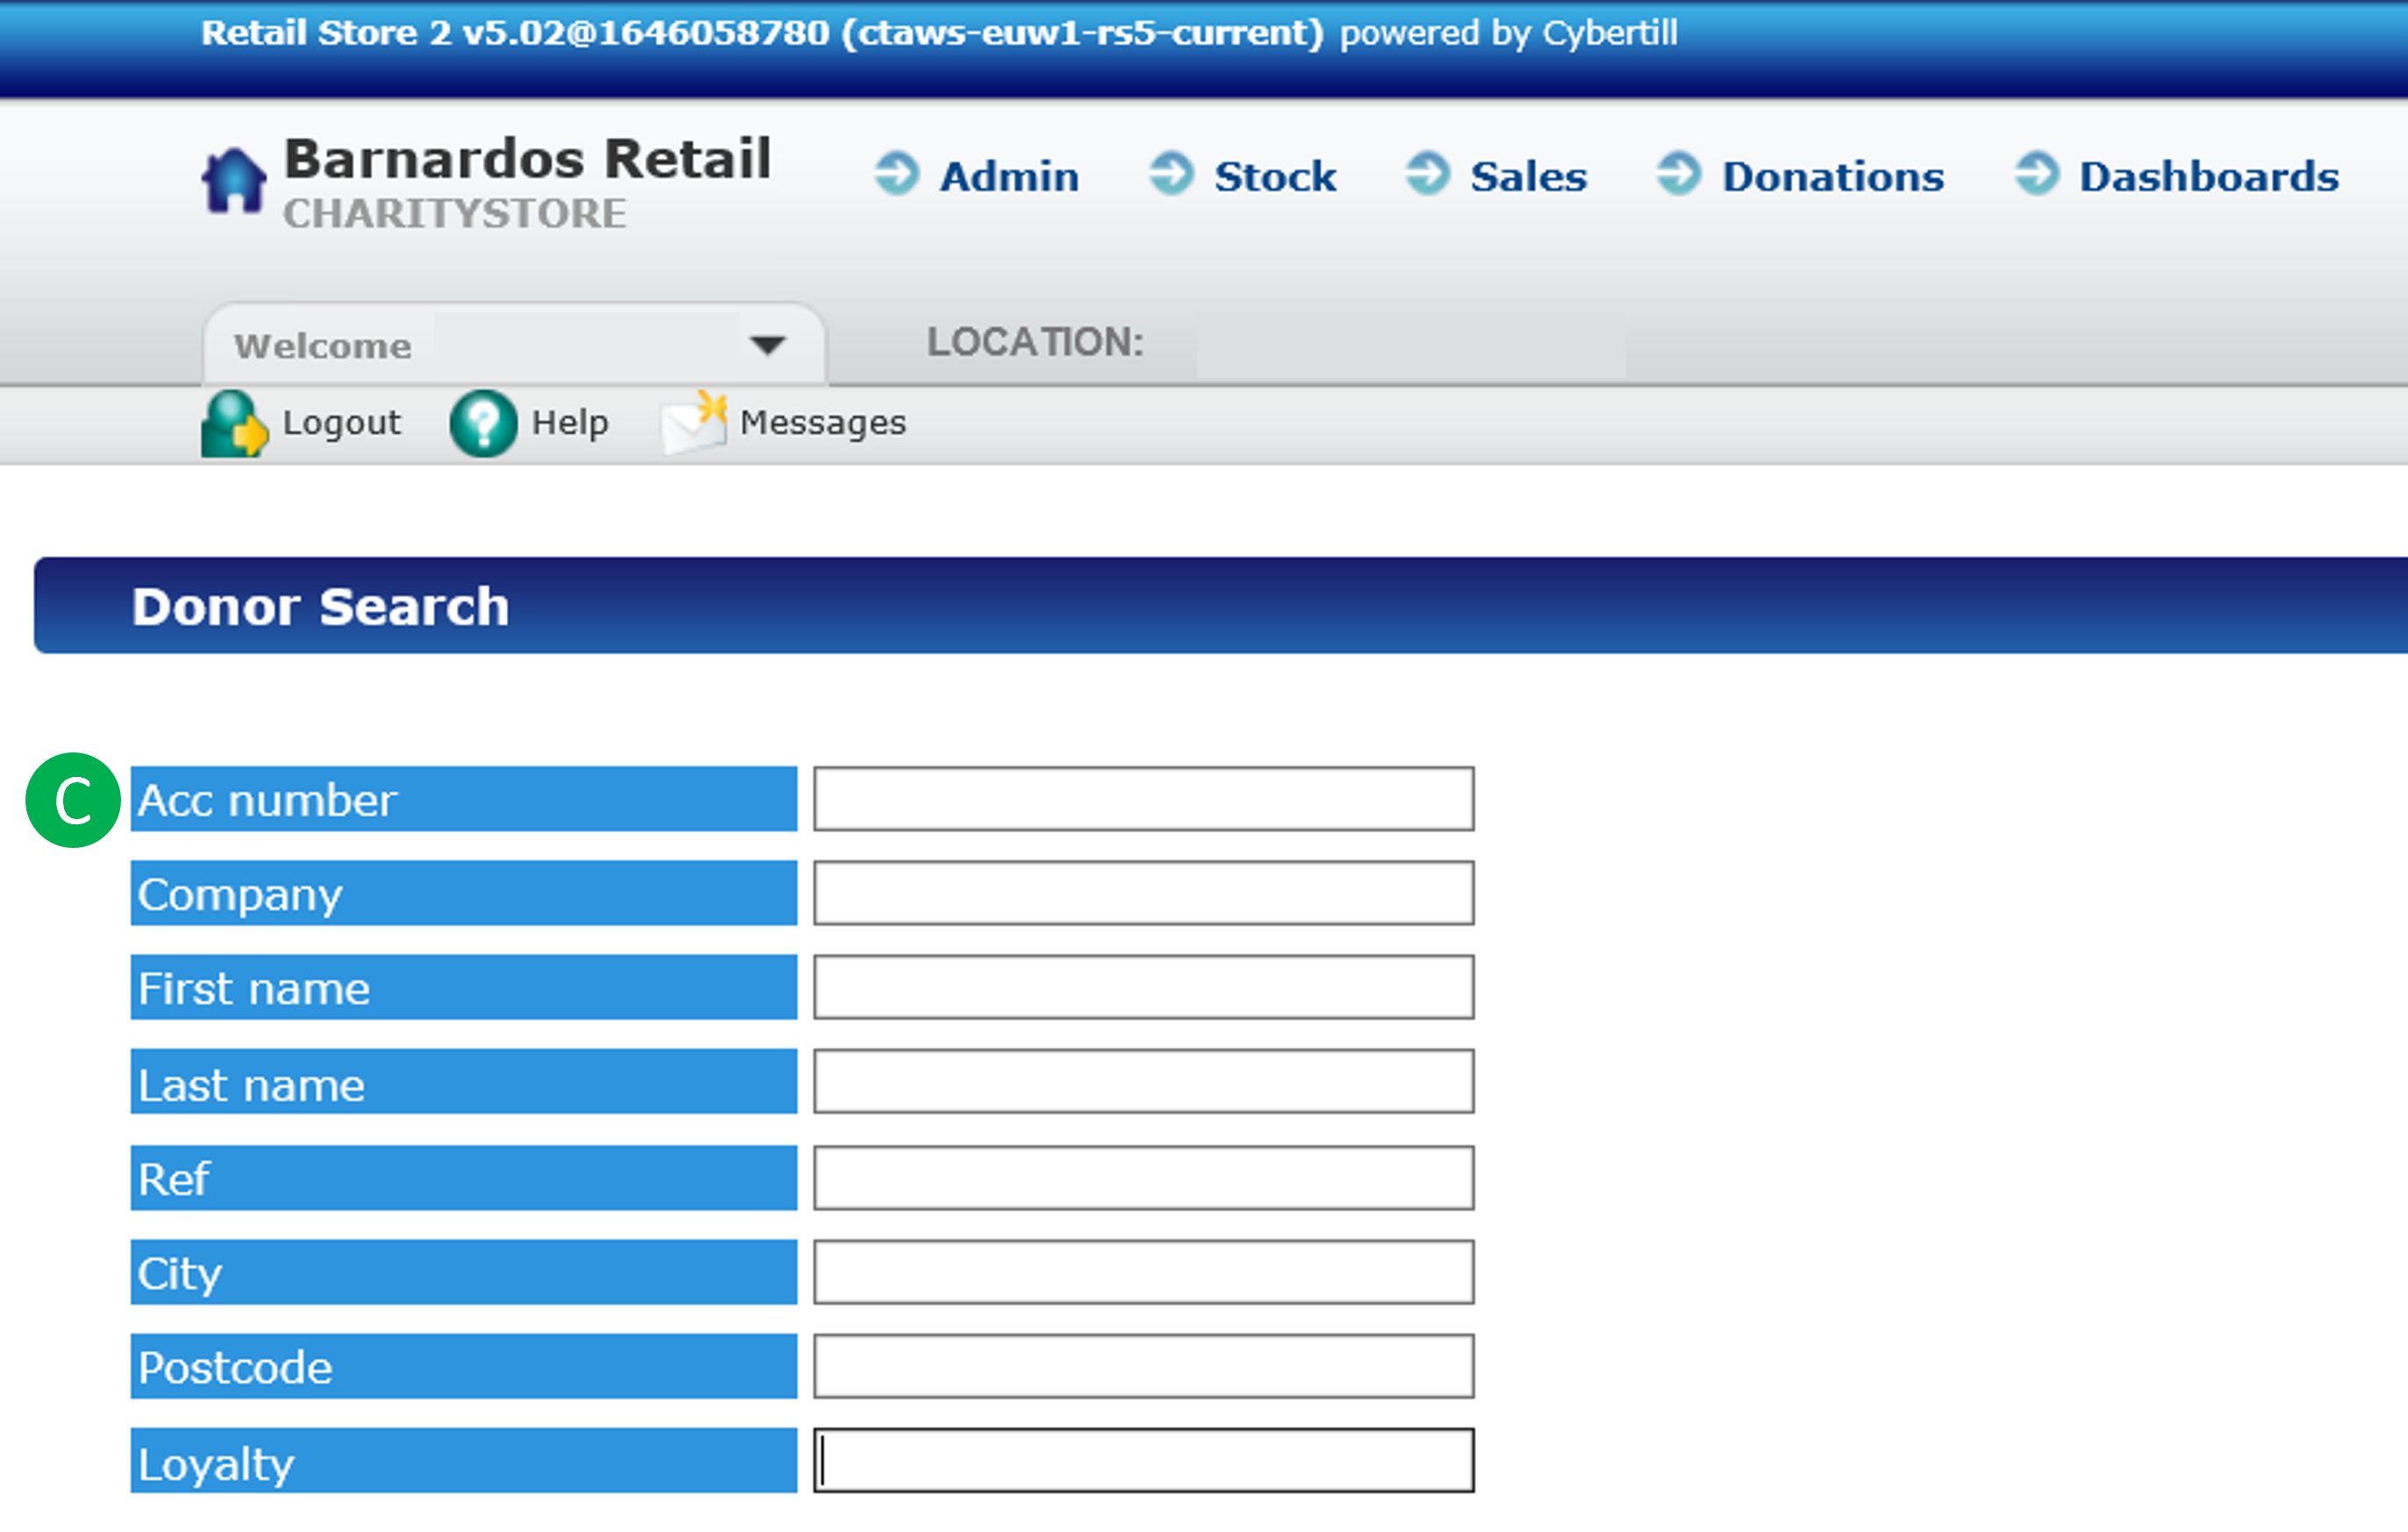 Retail Store 2 v5.02@1646058780 (ctaws-euw1-rs5-current) powered by Cybertill
Barnardos Retail
CHARITYSTORE
Admin
Stock
Sales
Donations
Dashboards
Welcome
LOCATION:
Logout
Help
Messages
Donor Search
C
Acc number
Company
First name
Last name
Ref
City
Postcode
Loyalty